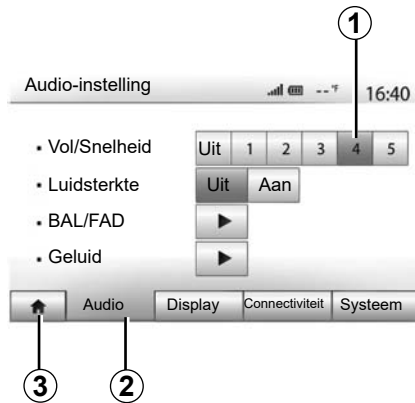 1
Audio-instelling --°F 16:40
• Vol/Snelheid Uit 1 2 3 4 5
• Luidsterkte Uit Aan
• BAL/FAD
• Geluid
Audio Display Connectiviteit Systeem
3 2